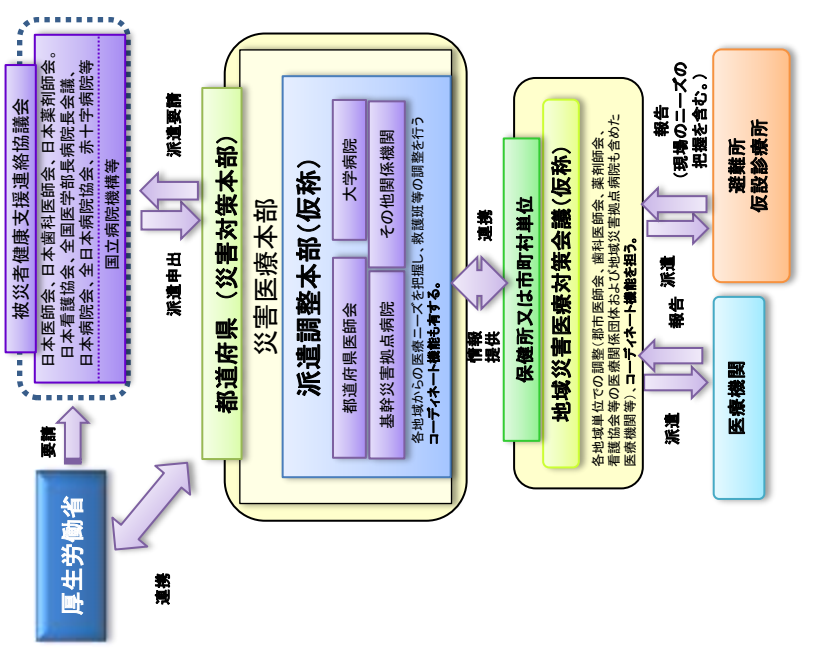 厚生労働省
要請
連携
被災者健康支援連絡協議会
日本医師会、日本歯科医師会、日本薬剤師会。
日本看護協会、全国医学部長病院長会議、
日本病院会、全日本病院協会、赤十字病院等
国立病院機構等
派遣申出
派遣要請
都道府県（災害対策本部）
災害医療本部
派遣調整本部(仮称)
都道府県医師会
大学病院
基幹災害拠点病院
その他関係機関
各地域からの医療ニーズを把握し、救護班等の調整を行う
コーディネート機能も有する。
情報
提供
連携
保健所又は市町村単位
地域災害医療対策会議(仮称)
各地域単位での調整(郡市医師会、歯科医師会、薬剤師会、
看護協会等の医療関係団体および地域災害拠点病院も含めた
医療機関等)、コーディネート機能を担う。
派遣
報告
派遣
報告
(現場のニーズの
把握を含む。)
医療機関
避難所
仮設診療所